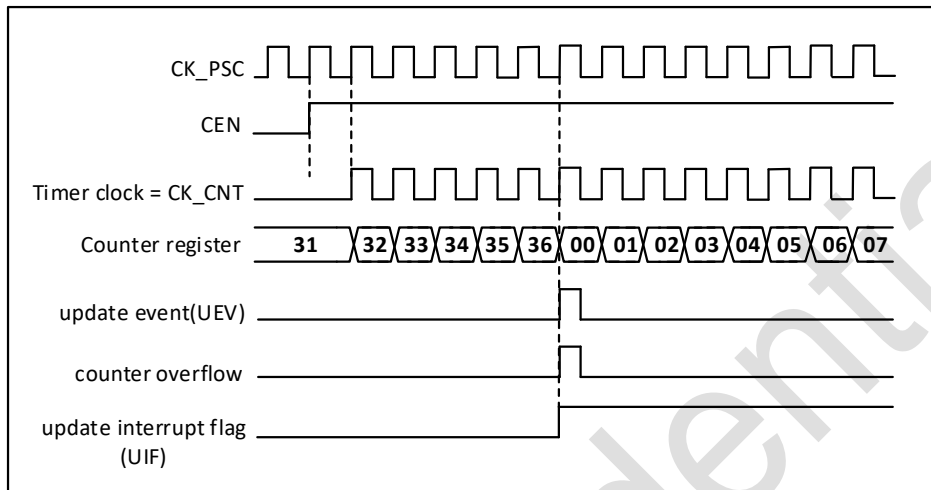 CK_PSC
CEN
Timer clock = CK_CNT
Counter register 31 32 33 34 35 36 00 01 02 03 04 05 06 07
update event(UEV)
counter overflow
update interrupt flag
(UIF)